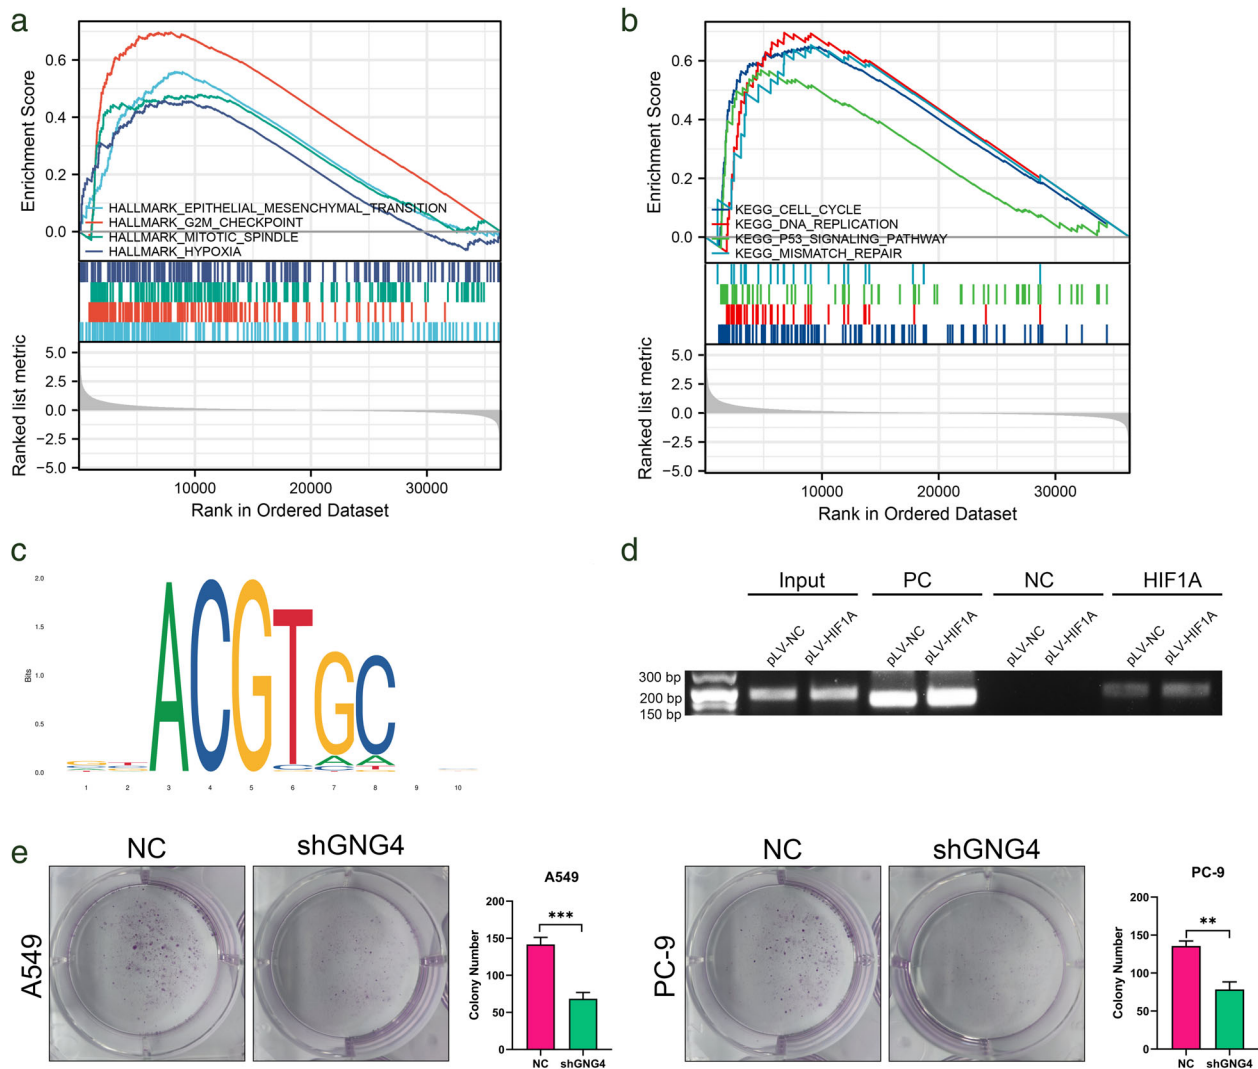 a
Enrichment Score
0.6
0.4
0.2
0.0
HALLMARK_EPITHELIAL_MESENCHYMAL_TRANSITION
HALLMARK_G2M_CHECKPOINT
HALLMARK_MITOTIC_SPINDLE
HALLMARK_HYPOXIA
Ranked list metric
5.0
2.5
0.0
−2.5
−5.0
10000 20000 30000
Rank in Ordered Dataset
b
Enrichment Score
0.6
0.4
0.2
0.0
KEGG_CELL_CYCLE
KEGG_DNA_REPLICATION
KEGG_P53_SIGNALING_PATHWAY
KEGG_MISMATCH_REPAIR
Ranked list metric
5.0
2.5
0.0
−2.5
−5.0
10000 20000 30000
Rank in Ordered Dataset
c
Bits
2.0
1.5
1.0
0.5
0.0
ACGTGC
1 2 3 4 5 6 7 8 9 10
d
Input PC NC HIF1A
pLV-NC pLV-HIF1A pLV-NC pLV-HIF1A pLV-NC pLV-HIF1A pLV-NC pLV-HIF1A
300 bp
200 bp
150 bp
e
NC shGNG4
A549
A549
Colony Number
200
150
100
50
0
***
NC shGNG4
NC shGNG4
PC-9
PC-9
Colony Number
200
150
100
50
0
**
NC shGNG4